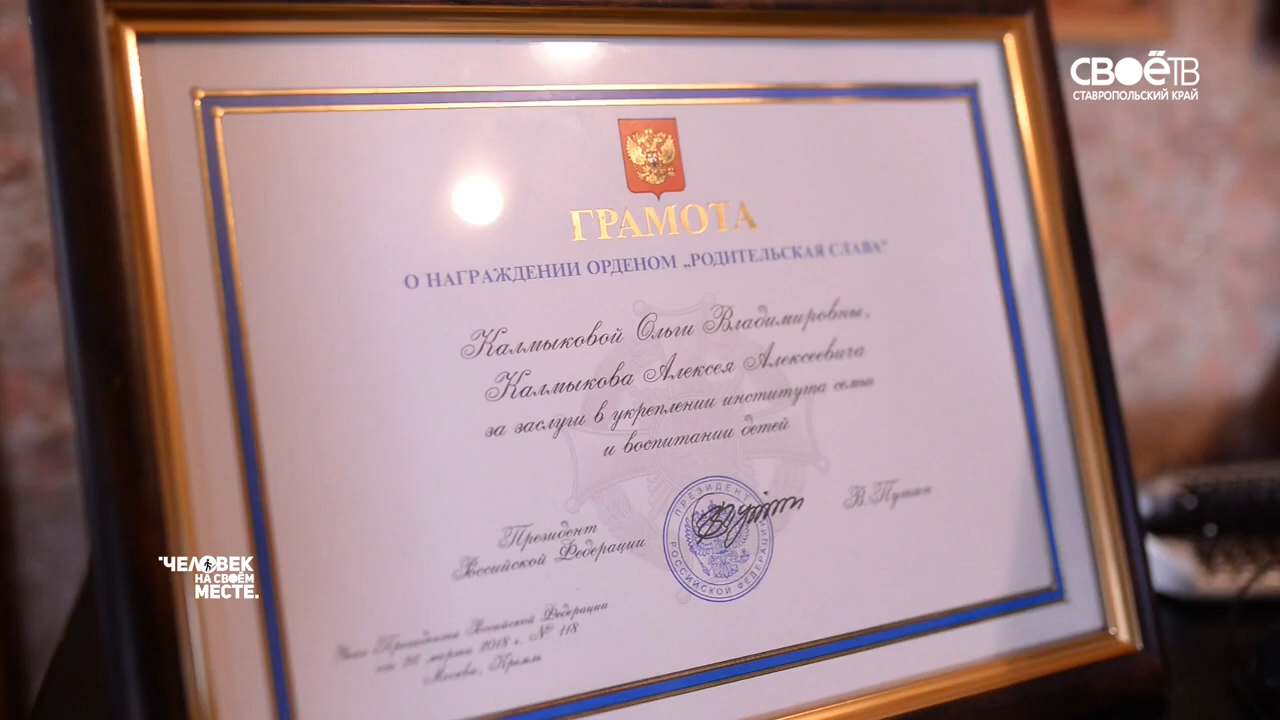 СВОЁТВ
СТАВРОПОЛЬСКИЙ КРАЙ
ГРАМОТА
О НАГРАЖДЕНИИ ОРДЕНОМ „РОДИТЕЛЬСКАЯ СЛАВА“
Калмыковой Ольги Владимировны,
Калмыкова Алексея Алексеевича
за заслуги в укреплении института семьи
и воспитании детей
Президент
Российской Федерации
ПРЕЗИДЕНТ
РОССИЙСКОЙ ФЕДЕРАЦИИ
В.Путин
Указ Президента Российской Федерации
от 26 марта 2018 г. № 118
Москва, Кремль
ЧЕЛОВЕК
НА СВОЁМ
МЕСТЕ.